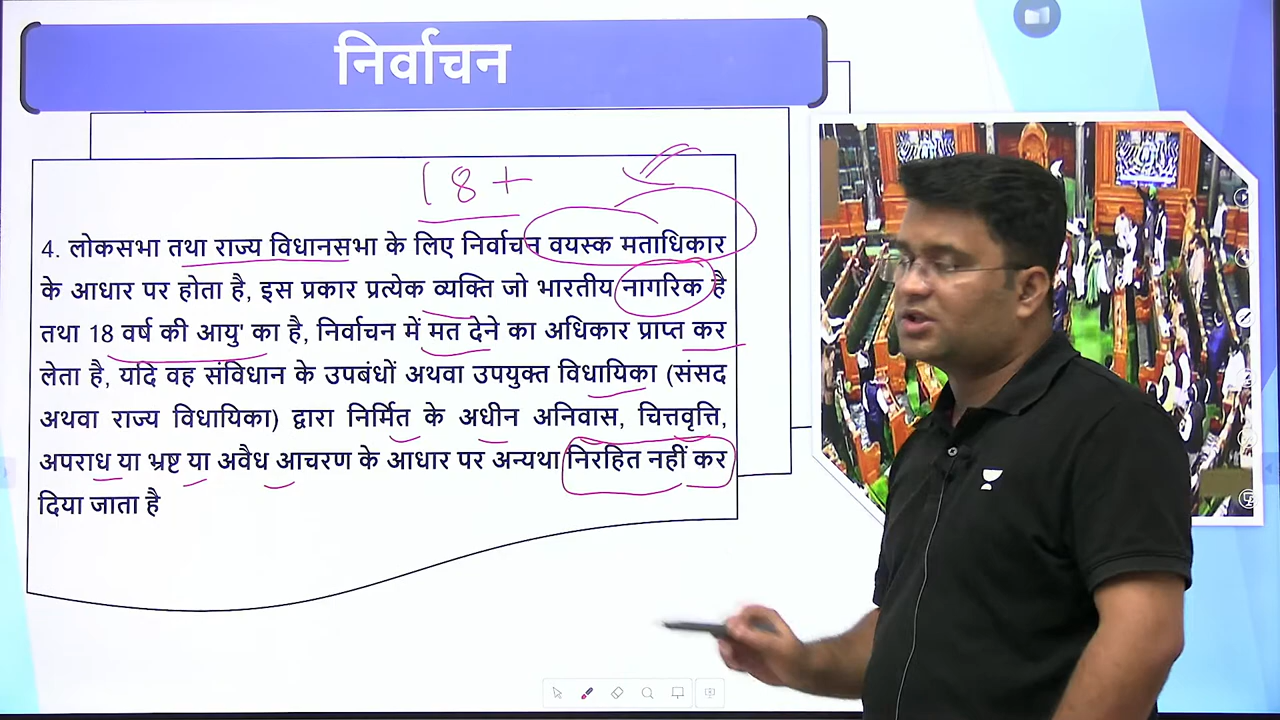 निर्वाचन
18+
4. लोकसभा तथा राज्य विधानसभा के लिए निर्वाचन वयस्क मताधिकार
के आधार पर होता है, इस प्रकार प्रत्येक व्यक्ति जो भारतीय नागरिक है
तथा 18 वर्ष की आयु' का है, निर्वाचन में मत देने का अधिकार प्राप्त कर
लेता है, यदि वह संविधान के उपबंधों अथवा उपयुक्त विधायिका (संसद
अथवा राज्य विधायिका) द्वारा निर्मित के अधीन अनिवास, चित्तवृत्ति,
अपराध या भ्रष्ट या अवैध आचरण के आधार पर अन्यथा निरहित नहीं कर
दिया जाता है